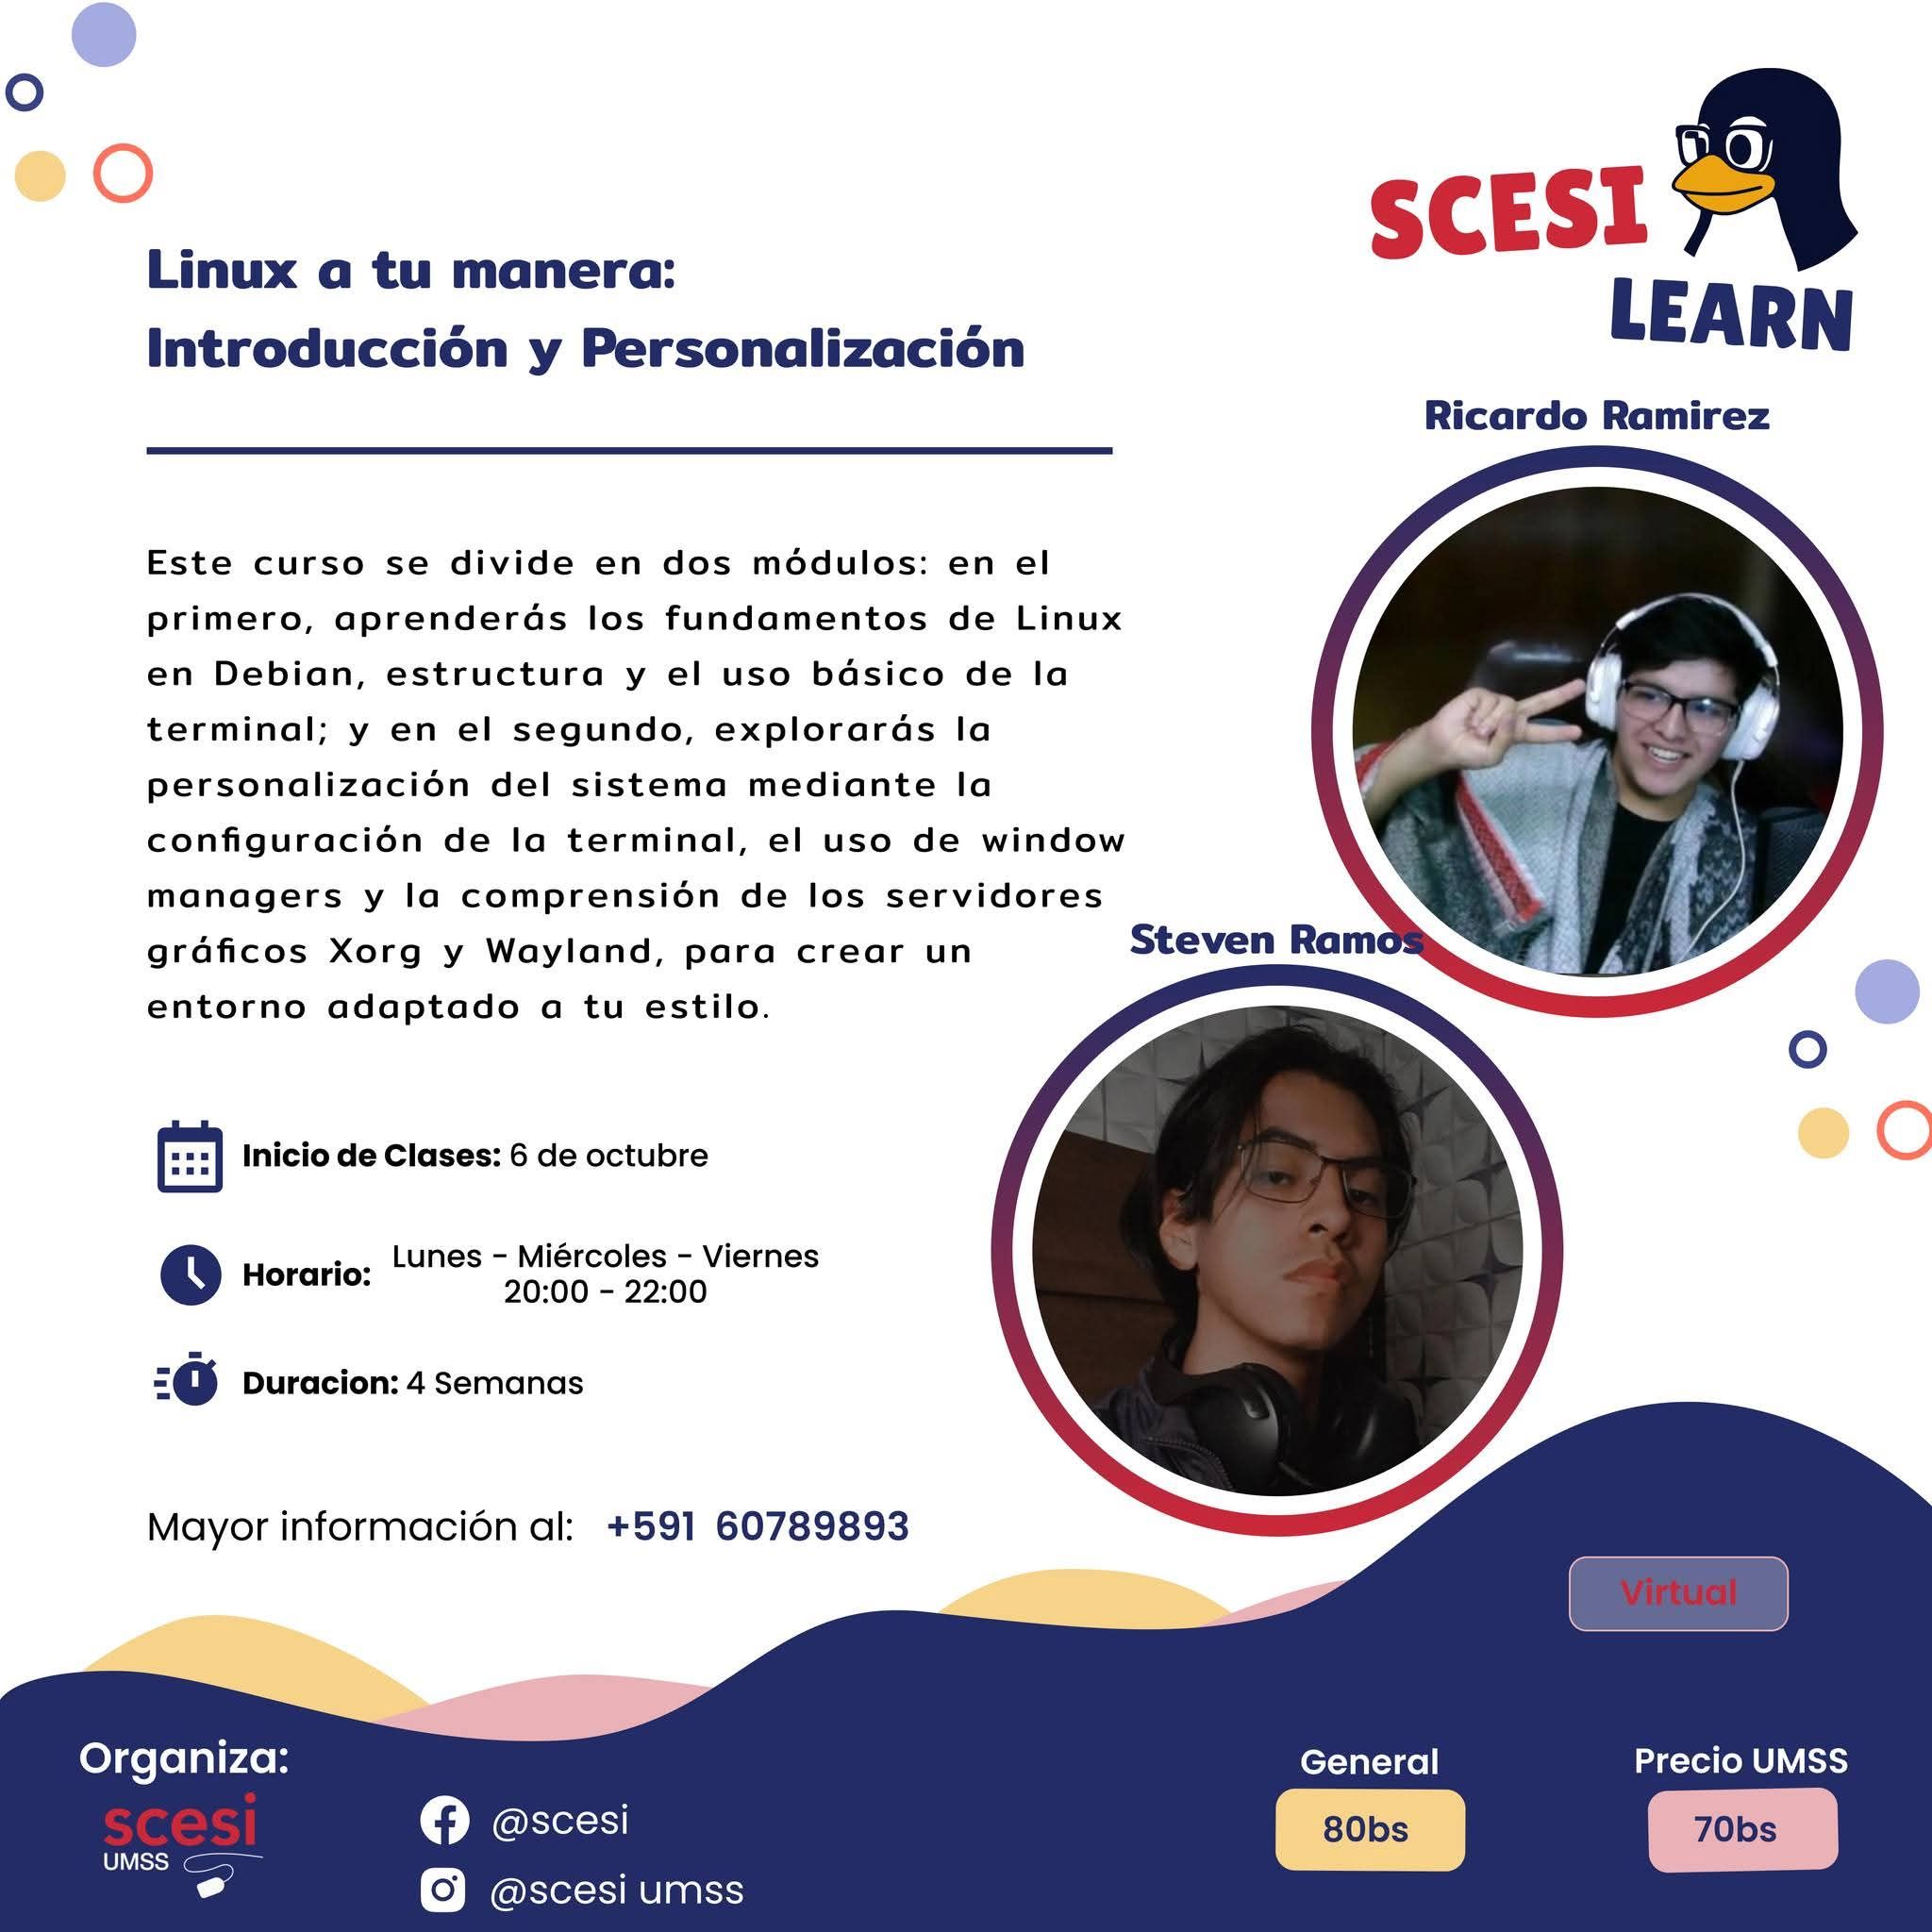 SCESI
LEARN
Linux a tu manera:
Introducción y Personalización
Ricardo Ramirez
Este curso se divide en dos módulos: en el
primero, aprenderás los fundamentos de Linux
en Debian, estructura y el uso básico de la
terminal; y en el segundo, explorarás la
personalización del sistema mediante la
configuración de la terminal, el uso de window
managers y la comprensión de los servidores
gráficos Xorg y Wayland, para crear un
entorno adaptado a tu estilo.
Steven Ramos
Inicio de Clases: 6 de octubre
Horario: Lunes - Miércoles - Viernes
20:00 - 22:00
Duracion: 4 Semanas
Mayor información al: +591 60789893
Virtual
Organiza:
scesi
UMSS
@scesi
@scesi umss
General
80bs
Precio UMSS
70bs